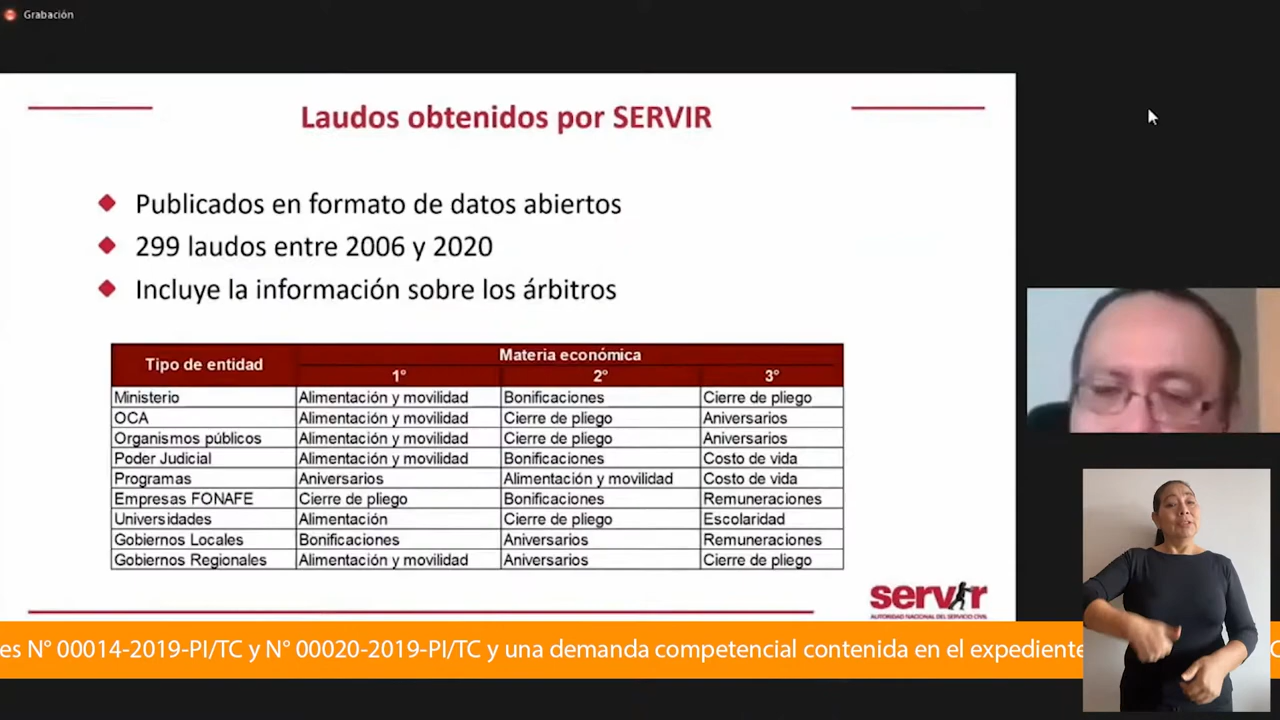 Grabación
Laudos obtenidos por SERVIR
Publicados en formato de datos abiertos
299 laudos entre 2006 y 2020
Incluye la información sobre los árbitros
Tipo de entidad Materia económica
1° 2° 3°
Ministerio Alimentación y movilidad Bonificaciones Cierre de pliego
OCA Alimentación y movilidad Cierre de pliego Aniversarios
Organismos públicos Alimentación y movilidad Cierre de pliego Aniversarios
Poder Judicial Alimentación y movilidad Bonificaciones Costo de vida
Programas Aniversarios Alimentación y movilidad Costo de vida
Empresas FONAFE Cierre de pliego Bonificaciones Remuneraciones
Universidades Alimentación Cierre de pliego Escolaridad
Gobiernos Locales Bonificaciones Aniversarios Remuneraciones
Gobiernos Regionales Alimentación y movilidad Aniversarios Cierre de pliego
servir
AUTORIDAD NACIONAL DEL SERVICIO CIVIL
es N° 00014-2019-PI/TC y N° 00020-2019-PI/TC y una demanda competencial contenida en el expediente